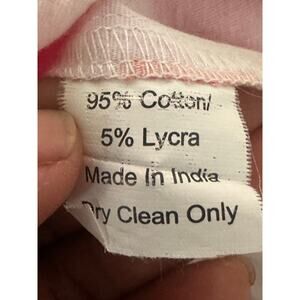 95% Cotton/
5% Lycra
Made In India
Dry Clean Only